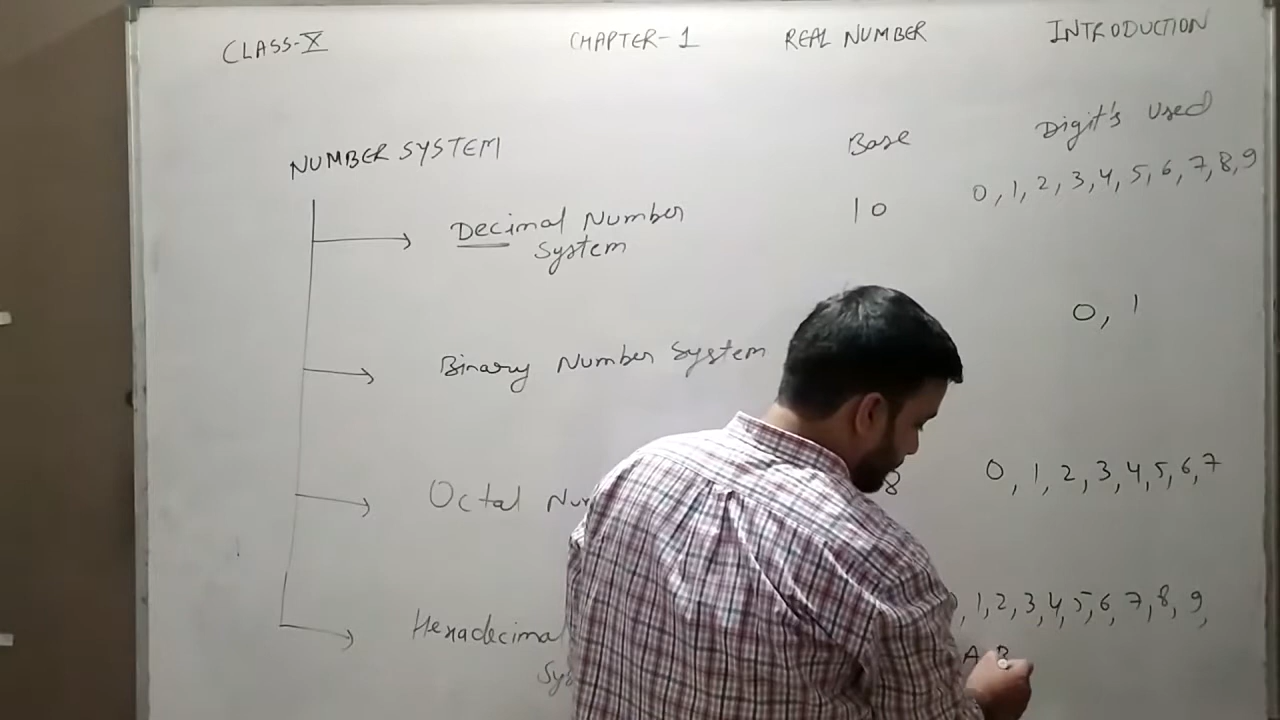 CLASS-X CHAPTER-1 REAL NUMBER INTRODUCTION
NUMBER SYSTEM Base Digit's Used
Decimal Number 10 0, 1, 2, 3, 4, 5, 6, 7, 8, 9
System
Binary Number System 0, 1
Octal 8 0, 1, 2, 3, 4, 5, 6, 7
Hexadecimal 1, 2, 3, 4, 5, 6, 7, 8, 9,
A B